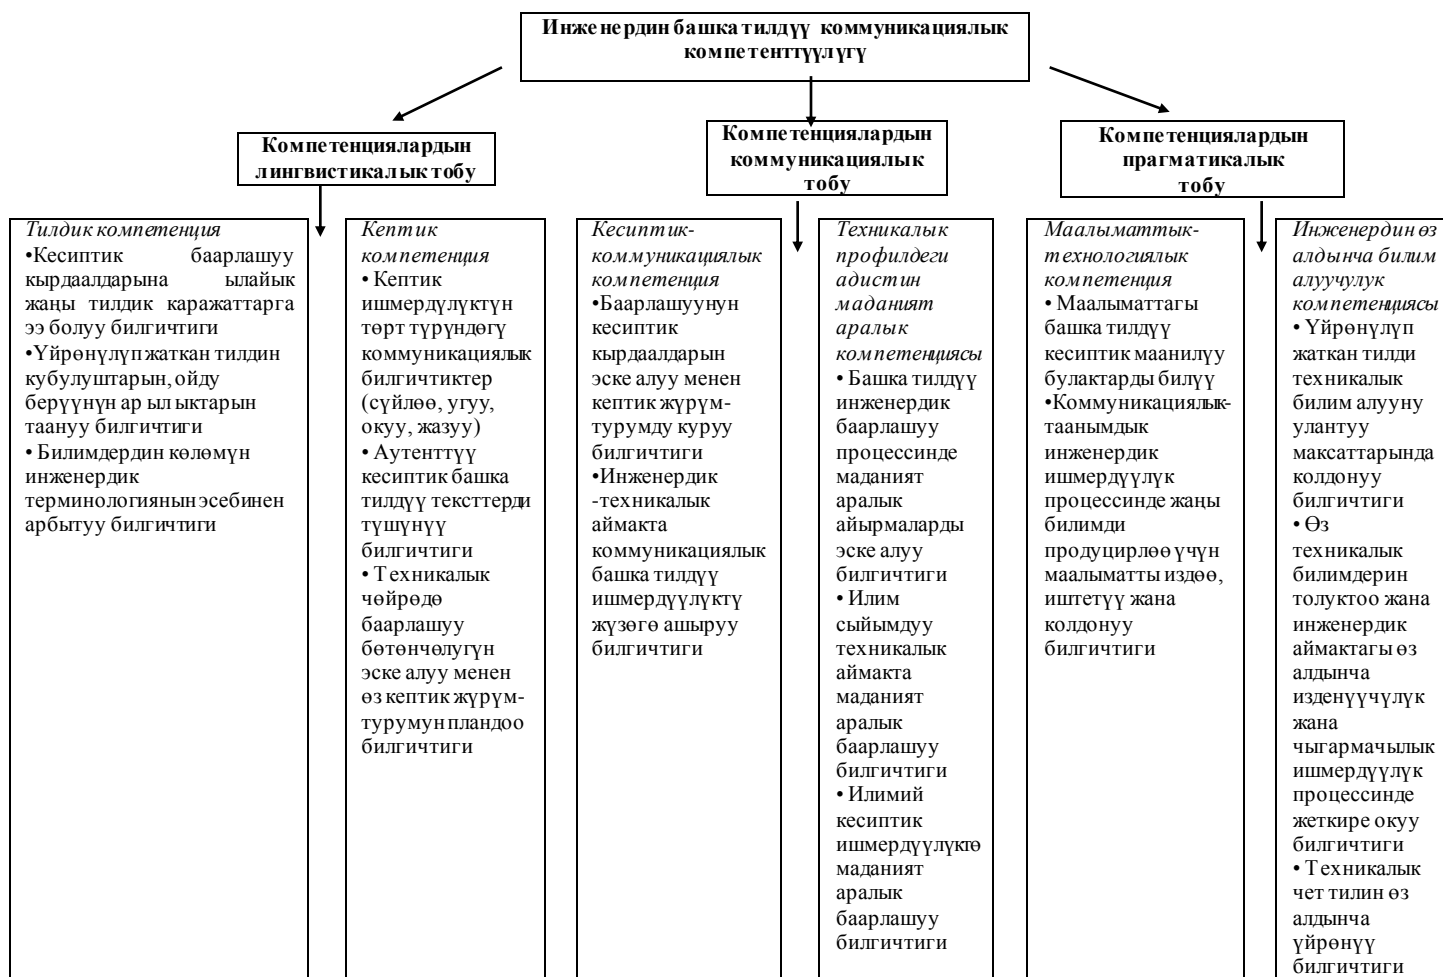 Инженердин башка тилдүү коммуникациялык
компетенттүүлүгү
Компетенциялардын
лингвистикалык тобу
Компетенциялардын
коммуникациялык
тобу
Компетенциялардын
прагматикалык
тобу
Тилдик компетенция
•Кесиптик баарлашуу
кырдаалдарына ылайык
жаңы тилдик каражаттарга
ээ болуу билгичтиги
•Үйрөнүлүп жаткан тилдин
кубулуштарын, ойду
берүүнүн ар ылыктарын
таануу билгичтиги
• Билимдердин көлөмүн
инженердик
терминологиянын эсебинен
арбытуу билгичтиги
Кептик
компетенция
• Кептик
ишмердүлүктүн
төрт түрүндөгү
коммуникациялык
билгичтиктер
(сүйлөө, угуу,
окуу, жазуу)
• Аутенттүү
кесиптик башка
тилдүү тексттерди
түшүнүү
билгичтиги
• Техникалык
чөйрөдө
баарлашуу
бөтөнчөлүгүн
эске алуу менен
өз кептик жүрүм-
турумун пландоо
билгичтиги
Кесиптик-
коммуникациялык
компетенция
•Баарлашуунун
кесиптик
кырдаалдарын
эске алуу менен
кептик жүрүм-
турумду куруу
билгичтиги
•Инженердик
-техникалык
аймакта
коммуникациялык
башка тилдүү
ишмердүүлүктү
жүзөгө ашыруу
билгичтиги
Техникалык
профилдеги
адистин
маданият
аралык
компетенциясы
• Башка тилдүү
инженердик
баарлашуу
процессинде
маданият
аралык
айырмаларды
эске алуу
билгичтиги
• Илим
сыйымдуу
техникалык
аймакта
маданият
аралык
баарлашуу
билгичтиги
• Илимий
кесиптик
ишмердүүлүктө
маданият
аралык
баарлашуу
билгичтиги
Маалыматтык-
технологиялык
компетенция
• Маалыматтагы
башка тилдүү
кесиптик маанилүү
булактарды билүү
•Коммуникациялык-
таанымдык
инженердик
ишмердүүлүк
процессинде жаңы
билимди
продуцирлөө үчүн
маалыматты издөө,
иштетүү жана
колдонуу
билгичтиги
Инженердин өз
алдынча билим
алуучулук
компетенциясы
• Үйрөнүлүп
жаткан тилди
техникалык
билим алууну
улантуу
максаттарында
колдонуу
билгичтиги
• Өз
техникалык
билимдерин
толуктоо жана
инженердик
аймактагы өз
алдынча
изденүүчүлүк
жана
чыгармачылык
ишмердүүлүк
процессинде
жеткире окуу
билгичтиги
• Техникалык
чет тилин өз
алдынча
үйрөнүү
билгичтиги